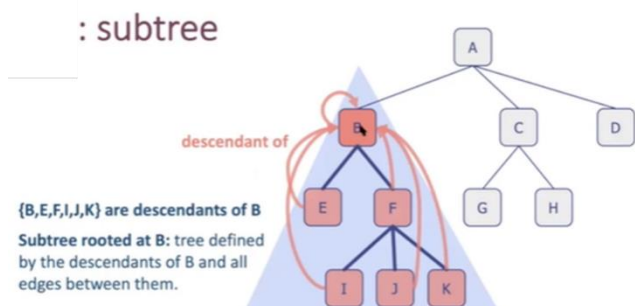 : subtree
A
B
C
D
descendant of
E
F
G
H
{B,E,F,I,J,K} are descendants of B
Subtree rooted at B: tree defined
by the descendants of B and all
edges between them.
I
J
K